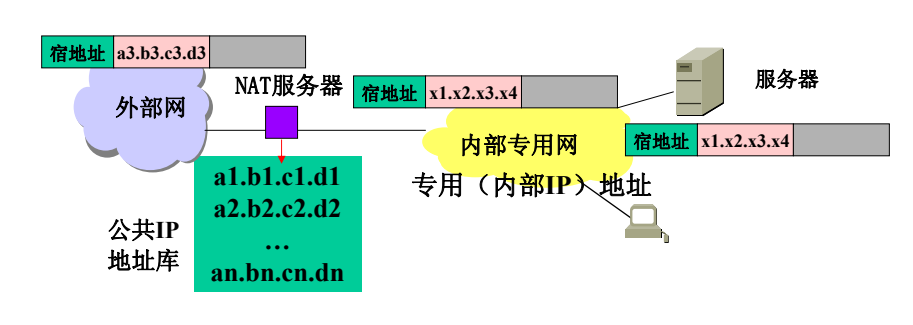 宿地址 a3.b3.c3.d3
外部网
NAT服务器
宿地址 x1.x2.x3.x4
服务器
内部专用网
宿地址 x1.x2.x3.x4
专用（内部IP）地址
公共IP
地址库
a1.b1.c1.d1
a2.b2.c2.d2
…
an.bn.cn.dn